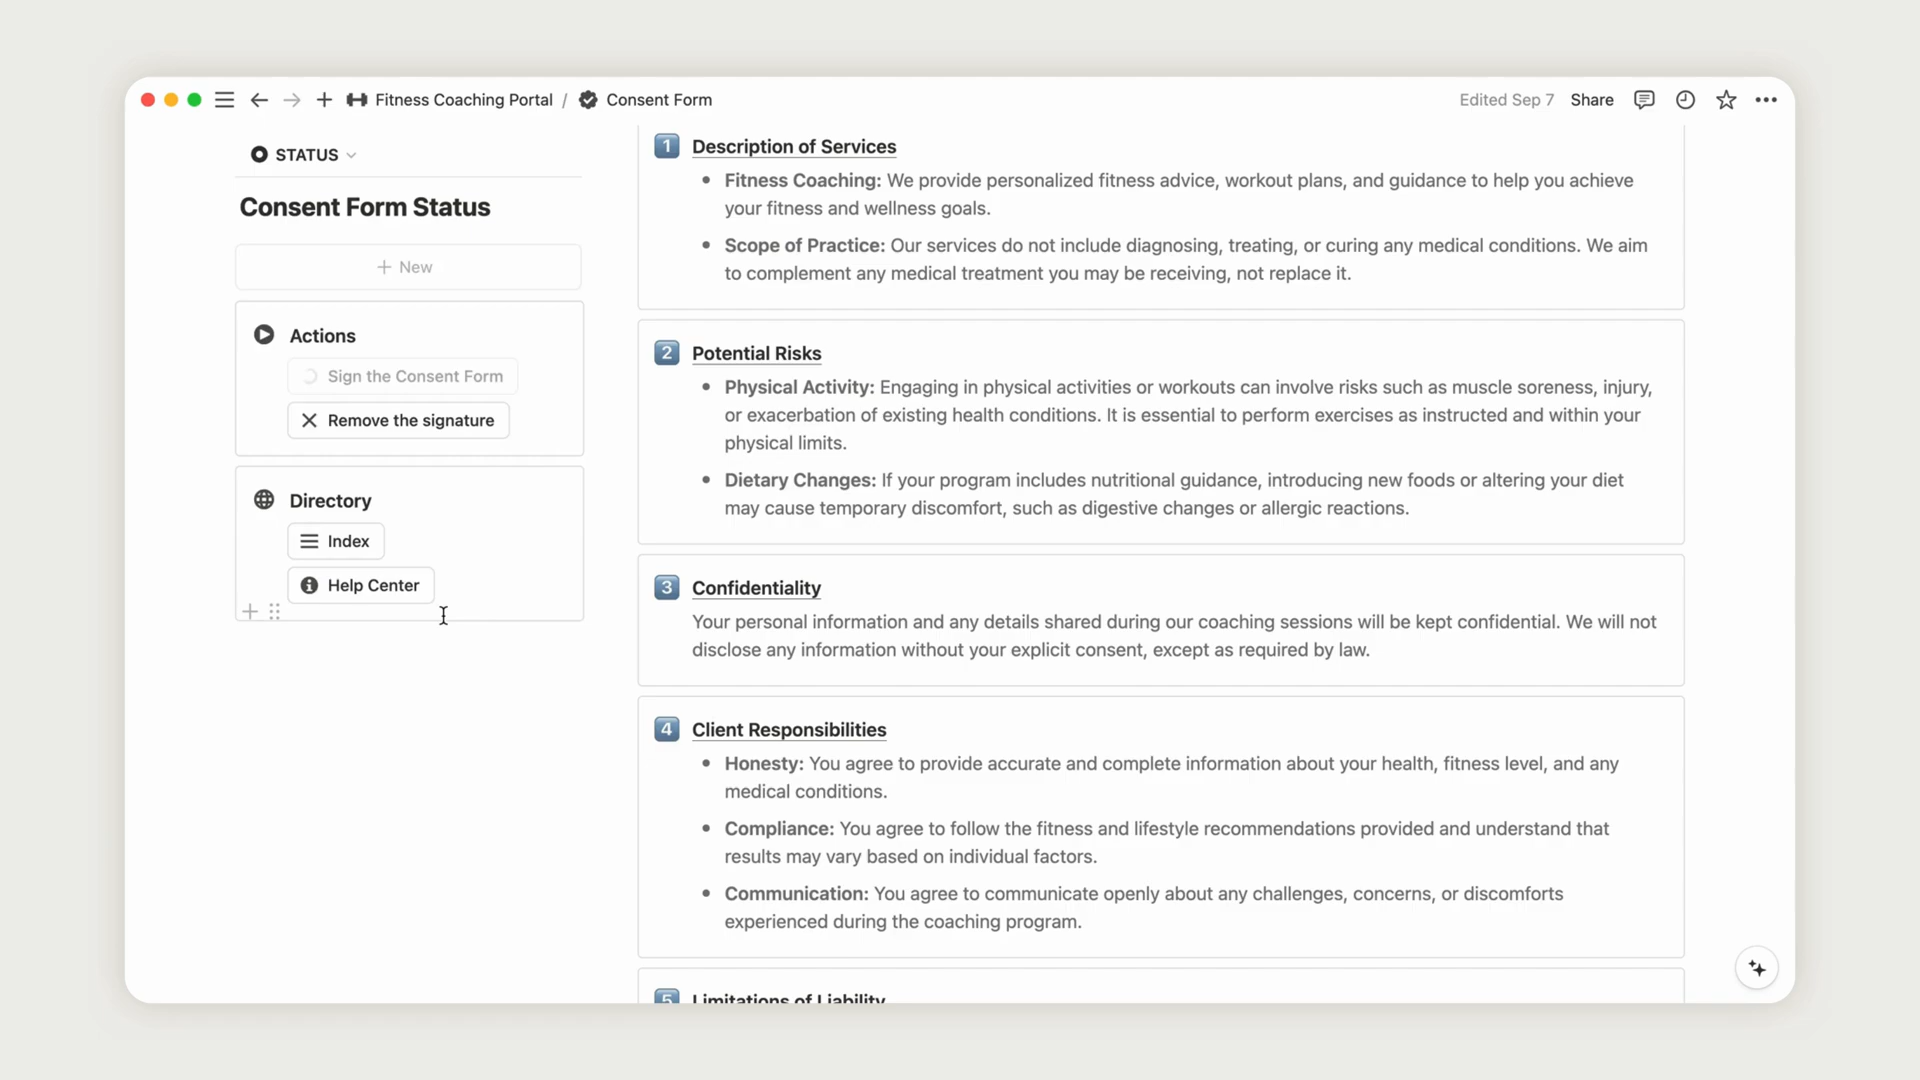 Fitness Coaching Portal / Consent Form
Edited Sep 7 Share
STATUS
Consent Form Status
+ New
Actions
Sign the Consent Form
Remove the signature
Directory
Index
Help Center
1 Description of Services
• Fitness Coaching: We provide personalized fitness advice, workout plans, and guidance to help you achieve
your fitness and wellness goals.
• Scope of Practice: Our services do not include diagnosing, treating, or curing any medical conditions. We aim
to complement any medical treatment you may be receiving, not replace it.
2 Potential Risks
• Physical Activity: Engaging in physical activities or workouts can involve risks such as muscle soreness, injury,
or exacerbation of existing health conditions. It is essential to perform exercises as instructed and within your
physical limits.
• Dietary Changes: If your program includes nutritional guidance, introducing new foods or altering your diet
may cause temporary discomfort, such as digestive changes or allergic reactions.
3 Confidentiality
Your personal information and any details shared during our coaching sessions will be kept confidential. We will not
disclose any information without your explicit consent, except as required by law.
4 Client Responsibilities
• Honesty: You agree to provide accurate and complete information about your health, fitness level, and any
medical conditions.
• Compliance: You agree to follow the fitness and lifestyle recommendations provided and understand that
results may vary based on individual factors.
• Communication: You agree to communicate openly about any challenges, concerns, or discomforts
experienced during the coaching program.
5 Limitations of Liability